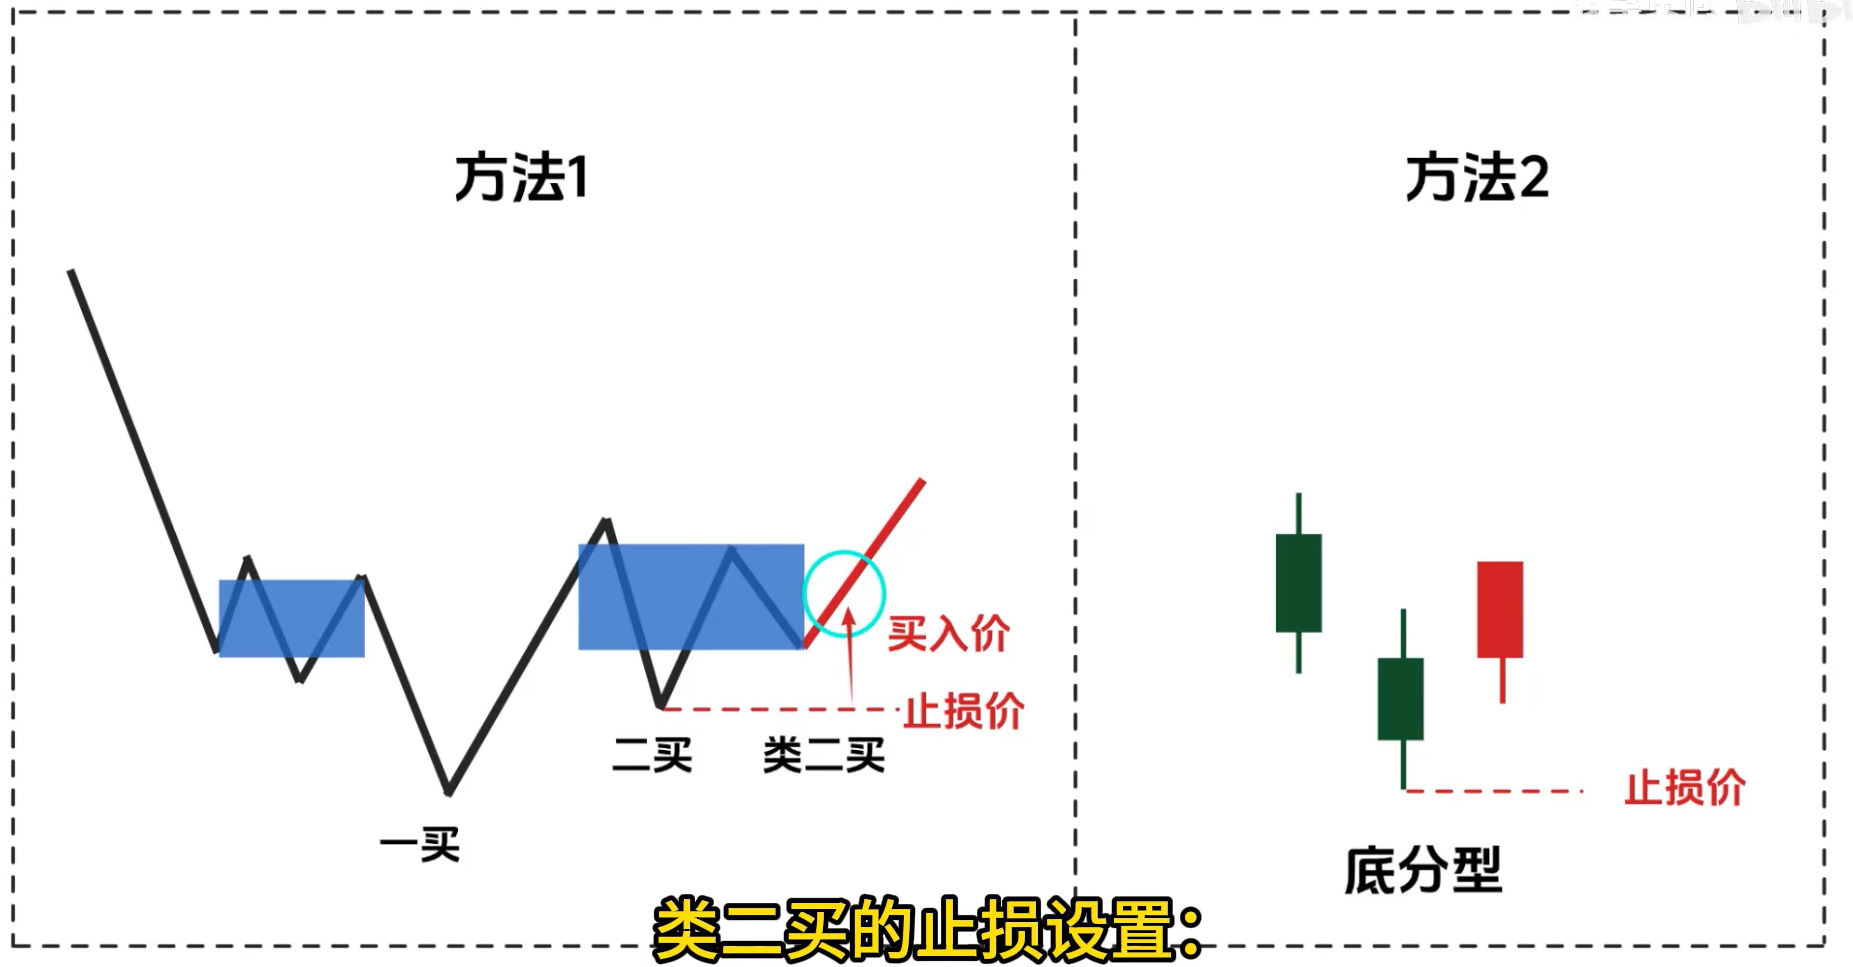 方法1
方法2
买入价
止损价
二买
类二买
一买
止损价
底分型
类二买的止损设置：